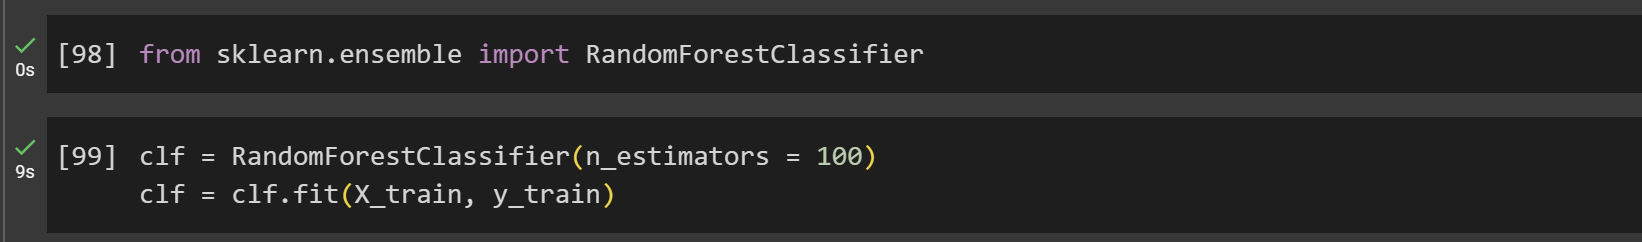 [98] from sklearn.ensemble import RandomForestClassifier
0s
[99] clf = RandomForestClassifier(n_estimators = 100)
9s
clf = clf.fit(X_train, y_train)